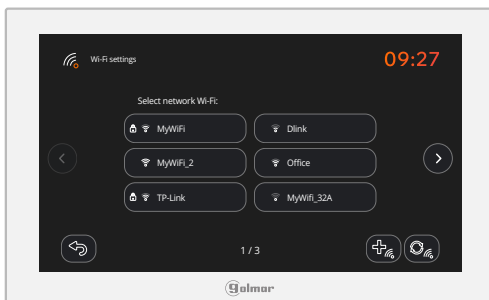 Wi-Fi settings
09:27
Select network Wi-Fi:
MyWiFi
Dlink
MyWiFi_2
Office
TP-Link
MyWifi_32A
1 / 3
golmar